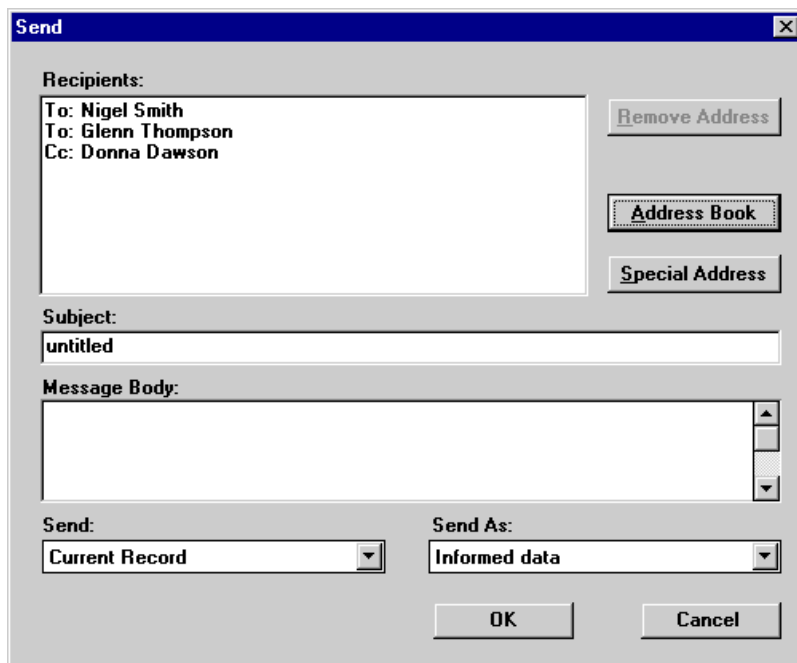 Send
Recipients:
To: Nigel Smith
To: Glenn Thompson
Cc: Donna Dawson
Remove Address
Address Book
Special Address
Subject:
untitled
Message Body:
Send:
Send As:
Current Record
Informed data
OK
Cancel